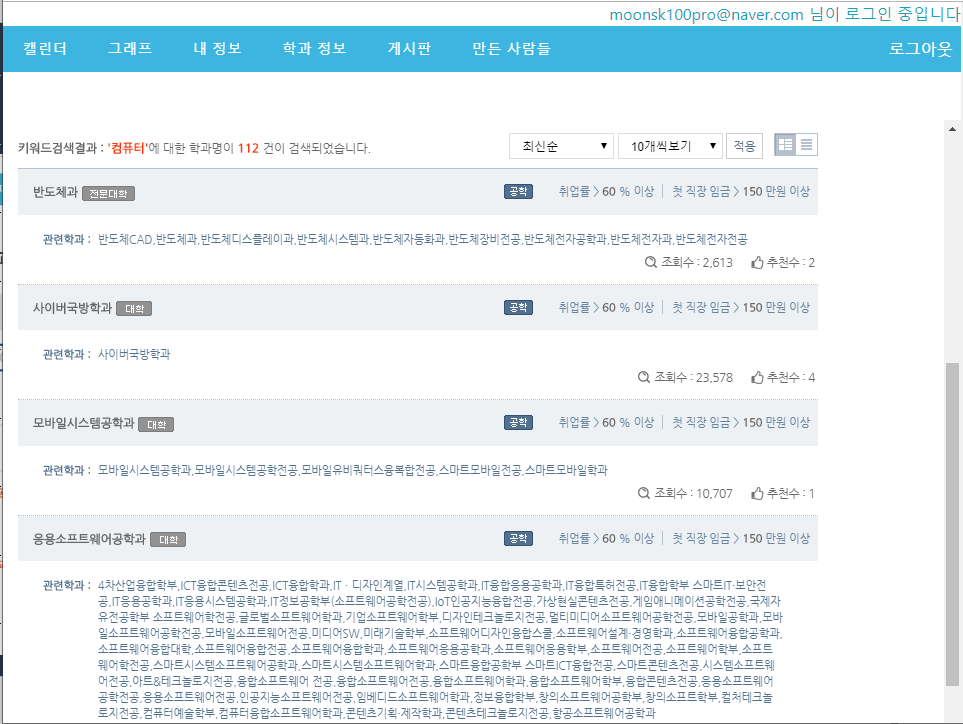 moonsk100pro@naver.com 님이 로그인 중입니다
캘린더 그래프 내 정보 학과 정보 게시판 만든 사람들 로그아웃
키워드검색결과 : '컴퓨터'에 대한 학과명이 112 건이 검색되었습니다. 최신순 10개씩보기 적용
반도체과 전문대학 공학 취업률 > 60 % 이상 | 첫 직장 임금 > 150 만원 이상
관련학과 : 반도체CAD,반도체과,반도체디스플레이과,반도체시스템과,반도체자동화과,반도체장비전공,반도체전자공학과,반도체전자과,반도체전자전공
조회수 : 2,613 추천수 : 2
사이버국방학과 대학 공학 취업률 > 60 % 이상 | 첫 직장 임금 > 150 만원 이상
관련학과 : 사이버국방학과
조회수 : 23,578 추천수 : 4
모바일시스템공학과 대학 공학 취업률 > 60 % 이상 | 첫 직장 임금 > 150 만원 이상
관련학과 : 모바일시스템공학과,모바일시스템공학전공,모바일유비쿼터스융복합전공,스마트모바일전공,스마트모바일학과
조회수 : 10,707 추천수 : 1
응용소프트웨어공학과 대학 공학 취업률 > 60 % 이상 | 첫 직장 임금 > 150 만원 이상
관련학과 : 4차산업융합학부,ICT융합콘텐츠전공,ICT융합학과,ITㆍ디자인계열,IT시스템공학과,IT융합응용공학과,IT융합특허전공,IT융합학부 스마트IT·보안전
공,IT응용공학과,IT응용시스템공학과,IT정보공학부(소프트웨어공학전공),IoT인공지능융합전공,가상현실콘텐츠전공,게임애니메이션공학전공,국제자
유전공학부 소프트웨어학전공,글로벌소프트웨어학과,기업소프트웨어학부,디자인테크놀로지전공,멀티미디어소프트웨어공학전공,모바일공학과,모바
일소프트웨어공학전공,모바일소프트웨어전공,미디어SW,미래기술학부,소프트웨어디자인융합스쿨,소프트웨어설계·경영학과,소프트웨어융합공학과,
소프트웨어융합대학,소프트웨어융합전공,소프트웨어융합학과,소프트웨어응용공학과,소프트웨어응용학부,소프트웨어전공,소프트웨어학부,소프트
웨어학전공,스마트시스템소프트웨어공학과,스마트시스템소프트웨어학과,스마트융합공학부 스마트ICT융합전공,스마트콘텐츠전공,시스템소프트웨
어전공,아트&테크놀로지전공,융합소프트웨어 전공,융합소프트웨어전공,융합소프트웨어학과,융합소프트웨어학부,융합콘텐츠전공,응용소프트웨어
공학전공,응용소프트웨어전공,인공지능소프트웨어전공,임베디드소프트웨어학과,정보융합학부,창의소프트웨어공학부,창의소프트학부,컬처테크놀
로지전공,컴퓨터예술학부,컴퓨터융합소프트웨어학과,콘텐츠기획·제작학과,콘텐츠테크놀로지전공,항공소프트웨어공학과